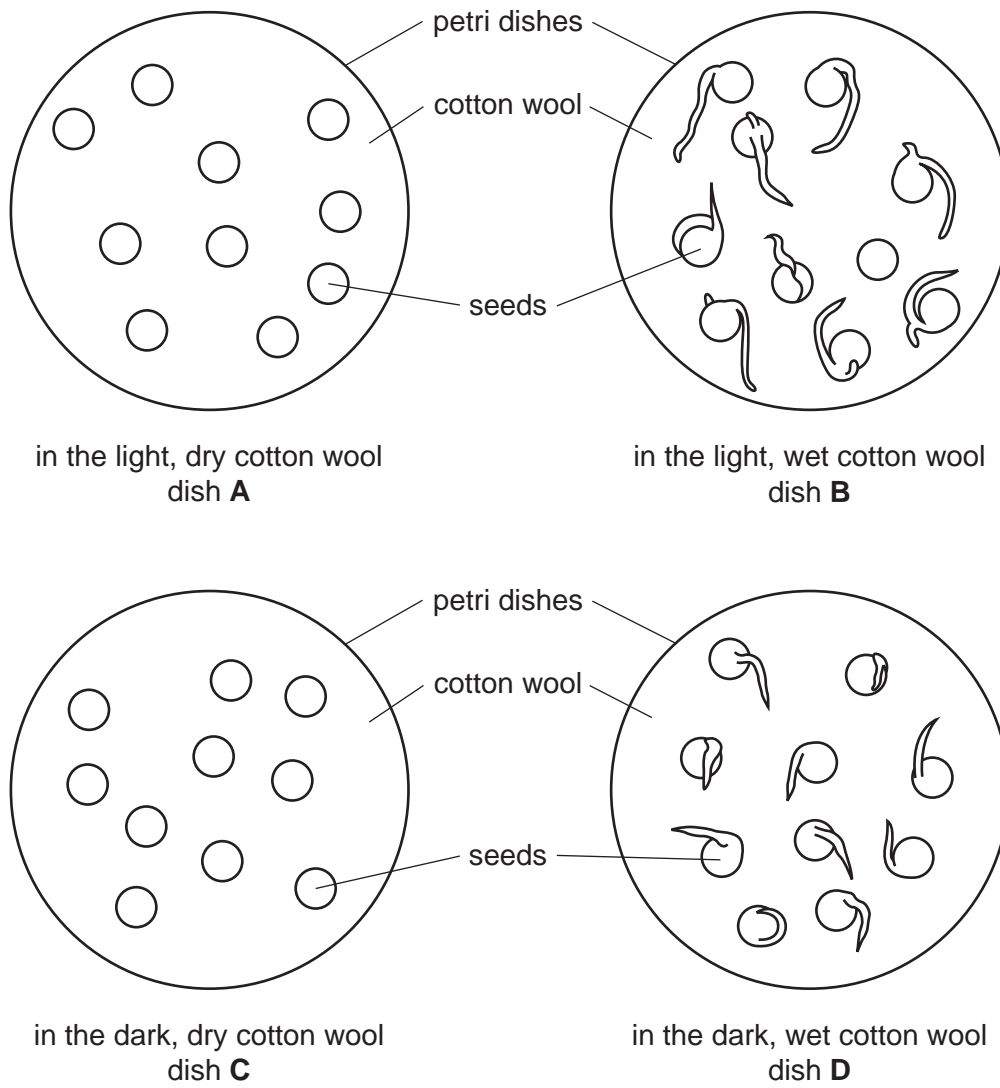 petri dishes
cotton wool
seeds
in the light, dry cotton wool
dish A
in the light, wet cotton wool
dish B
petri dishes
cotton wool
seeds
in the dark, dry cotton wool
dish C
in the dark, wet cotton wool
dish D